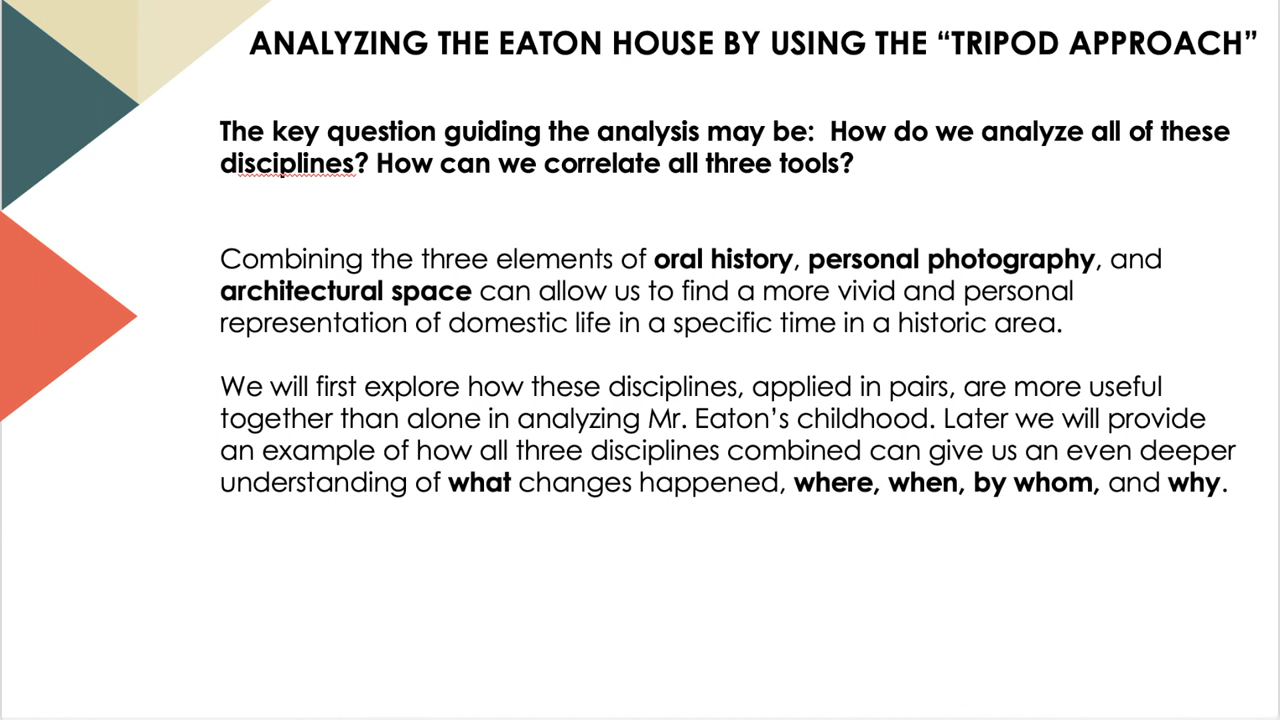 ANALYZING THE EATON HOUSE BY USING THE “TRIPOD APPROACH”
The key question guiding the analysis may be:  How do we analyze all of these
disciplines? How can we correlate all three tools?
Combining the three elements of oral history, personal photography, and
architectural space can allow us to find a more vivid and personal
representation of domestic life in a specific time in a historic area.
We will first explore how these disciplines, applied in pairs, are more useful
together than alone in analyzing Mr. Eaton’s childhood. Later we will provide
an example of how all three disciplines combined can give us an even deeper
understanding of what changes happened, where, when, by whom, and why.